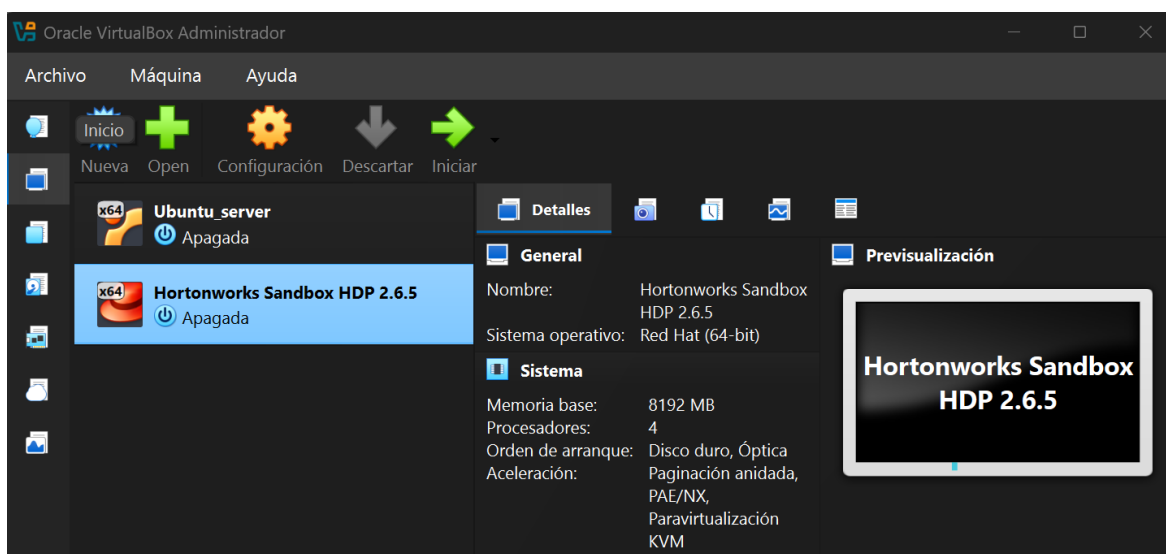 Oracle VirtualBox Administrador
Archivo Máquina Ayuda
Inicio
Nueva Open Configuración Descartar Iniciar
x64 Ubuntu_server
Apagada
x64 Hortonworks Sandbox HDP 2.6.5
Apagada
Detalles
General
Nombre: Hortonworks Sandbox
HDP 2.6.5
Sistema operativo: Red Hat (64-bit)
Sistema
Memoria base: 8192 MB
Procesadores: 4
Orden de arranque: Disco duro, Óptica
Aceleración: Paginación anidada,
PAE/NX,
Paravirtualización
KVM
Previsualización
Hortonworks Sandbox
HDP 2.6.5